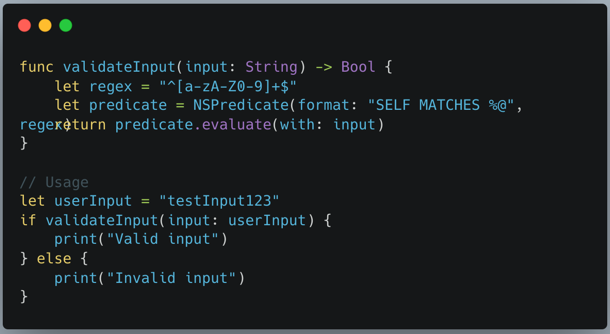 func validateInput(input: String) -> Bool {
    let regex = "^[a-zA-Z0-9]+$"
    let predicate = NSPredicate(format: "SELF MATCHES %@",
regex)
    return predicate.evaluate(with: input)
}

// Usage
let userInput = "testInput123"
if validateInput(input: userInput) {
    print("Valid input")
} else {
    print("Invalid input")
}